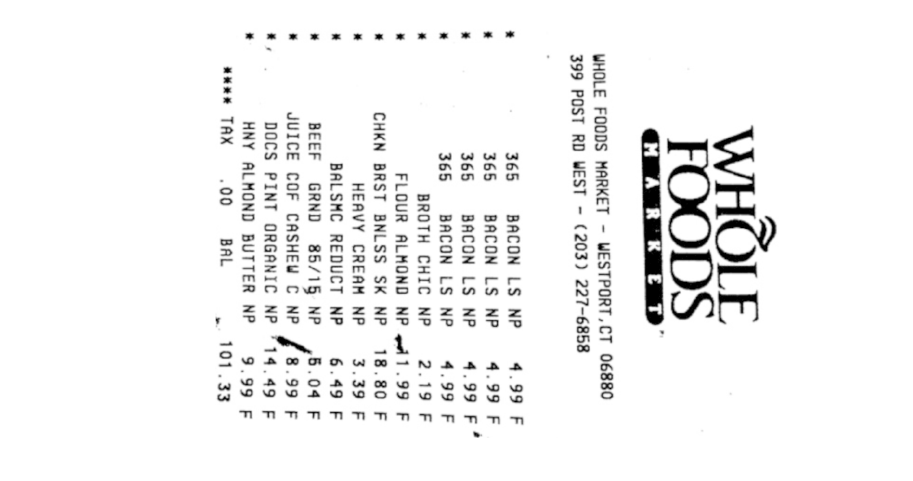 WHOLE
FOODS
MARKET
WHOLE FOODS MARKET - WESTPORT,CT 06880
399 POST RD WEST - (203) 227-6858
* 365 BACON LS NP 4.99 F
* 365 BACON LS NP 4.99 F
* 365 BACON LS NP 4.99 F
* 365 BACON LS NP 4.99 F
* BROTH CHIC NP 2.19 F
* FLOUR ALMOND NP 11.99 F
* CHKN BRST BNLSS SK NP 18.80 F
* HEAVY CREAM NP 3.39 F
* BALSMC REDUCT NP 6.49 F
* BEEF GRND 85/15 NP 5.04 F
* JUICE COF CASHEW C NP 8.99 F
* DOCS PINT ORGANIC NP 14.49 F
* HNY ALMOND BUTTER NP 9.99 F
**** TAX .00 BAL 101.33